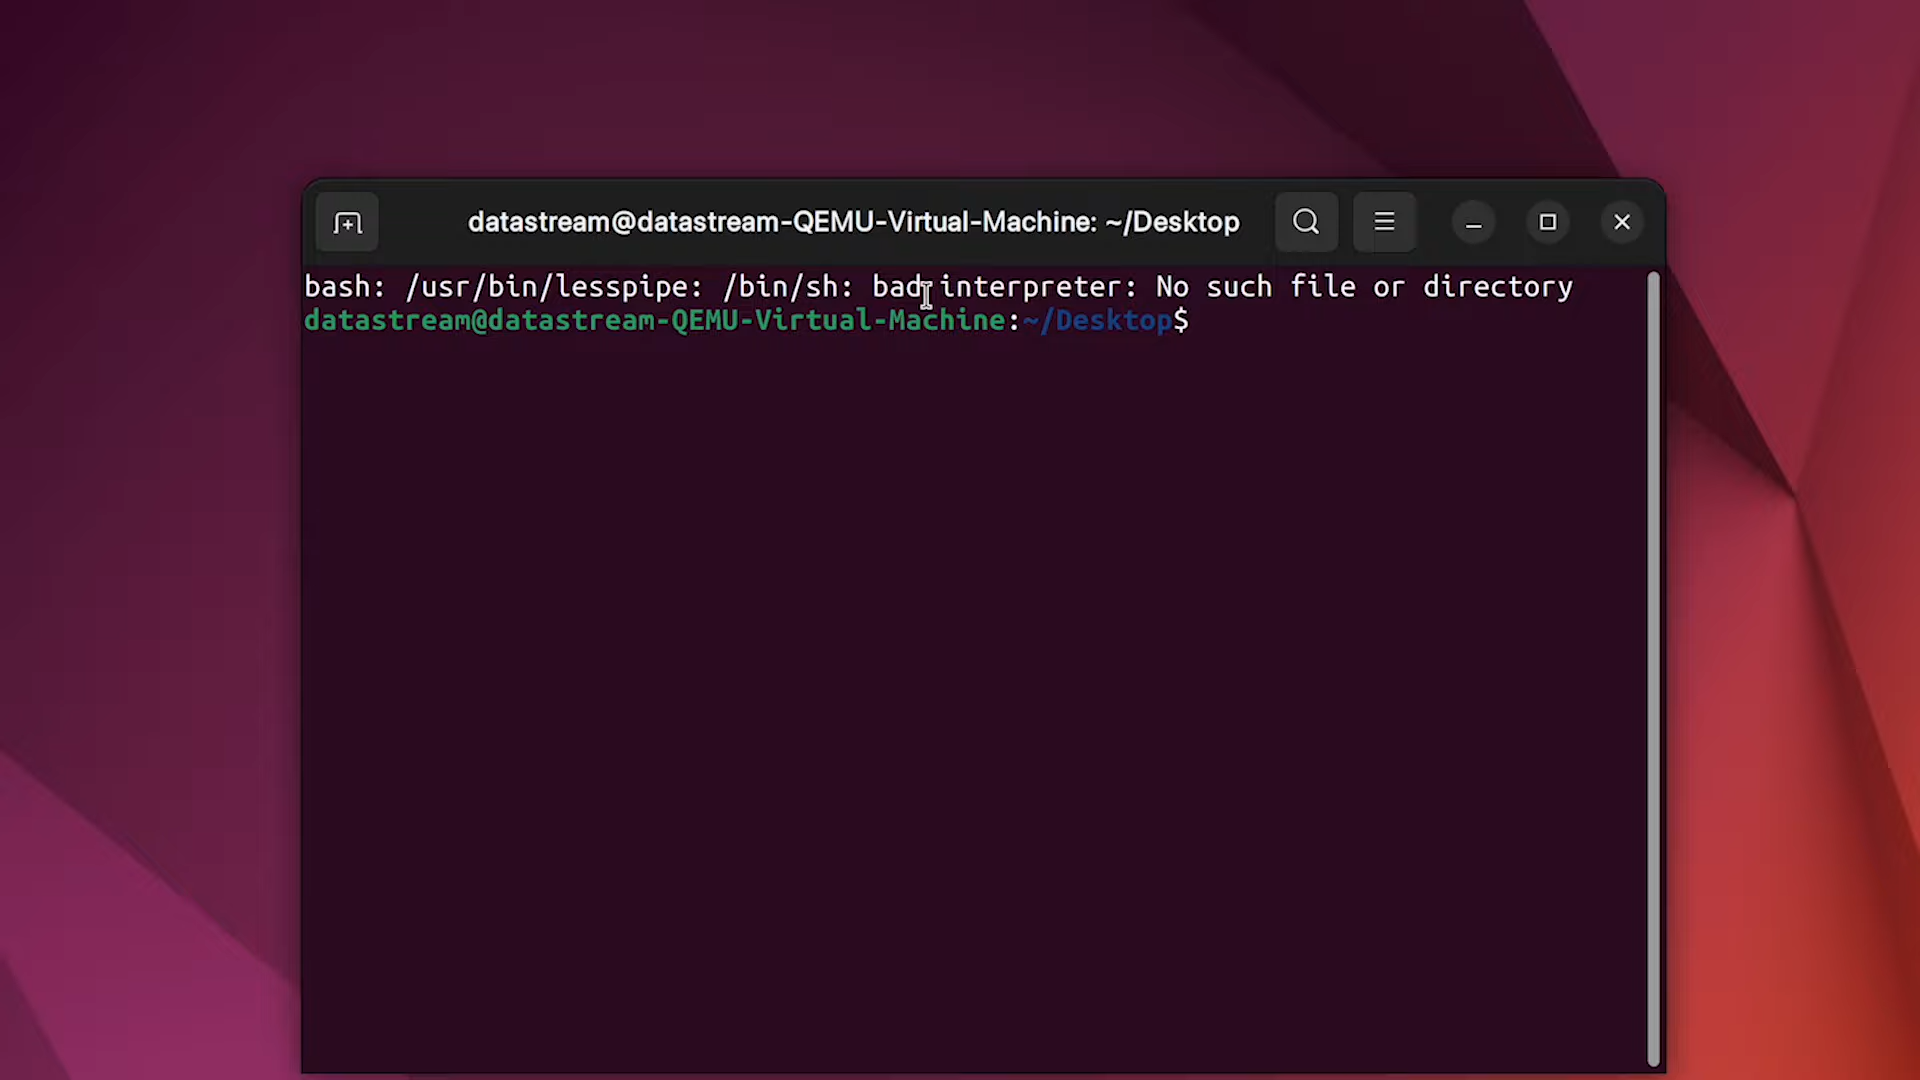 datastream@datastream-QEMU-Virtual-Machine: ~/Desktop
bash: /usr/bin/lesspipe: /bin/sh: bad interpreter: No such file or directory
datastream@datastream-QEMU-Virtual-Machine:~/Desktop$